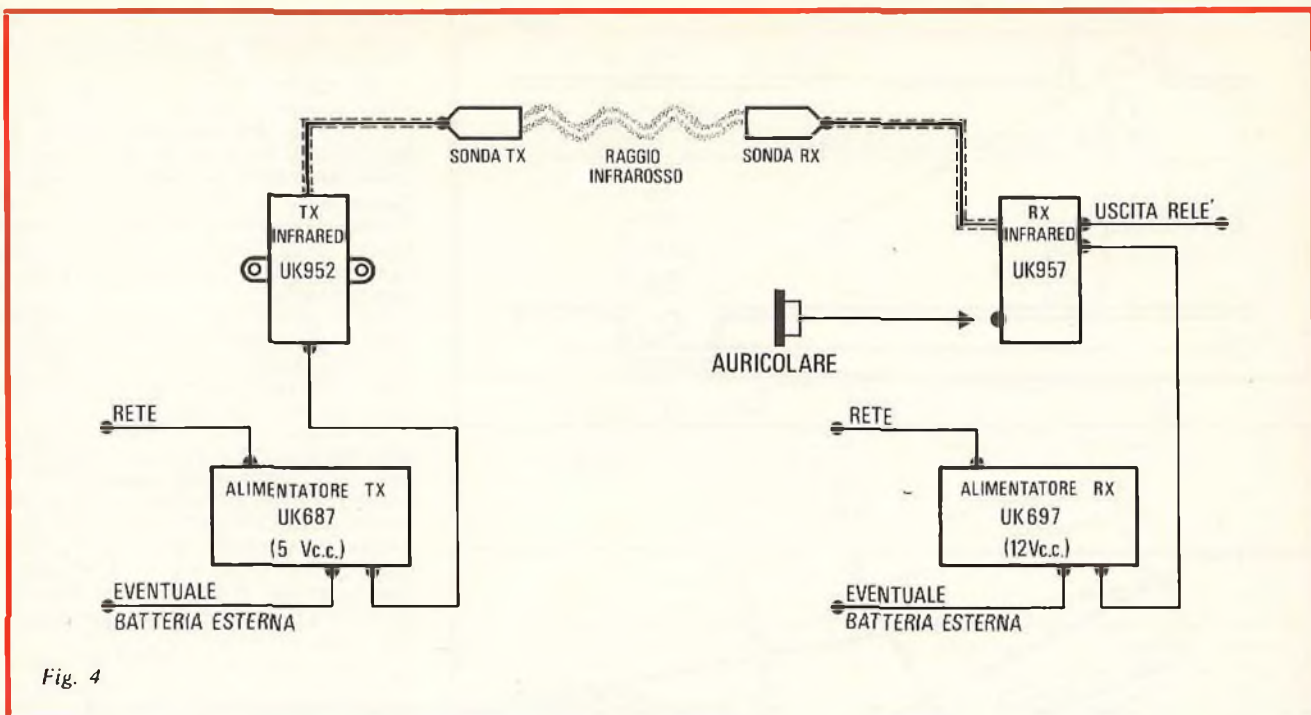 SONDA TX
RAGGIO
INFRAROSSO
SONDA RX
TX
INFRARED
UK952
RX
INFRARED
UK957
USCITA RELE'
AURICOLARE
RETE
ALIMENTATORE TX
UK687
(5 Vc.c.)
EVENTUALE
BATTERIA ESTERNA
RETE
ALIMENTATORE RX
UK697
(12Vc.c.)
EVENTUALE
BATTERIA ESTERNA
Fig. 4